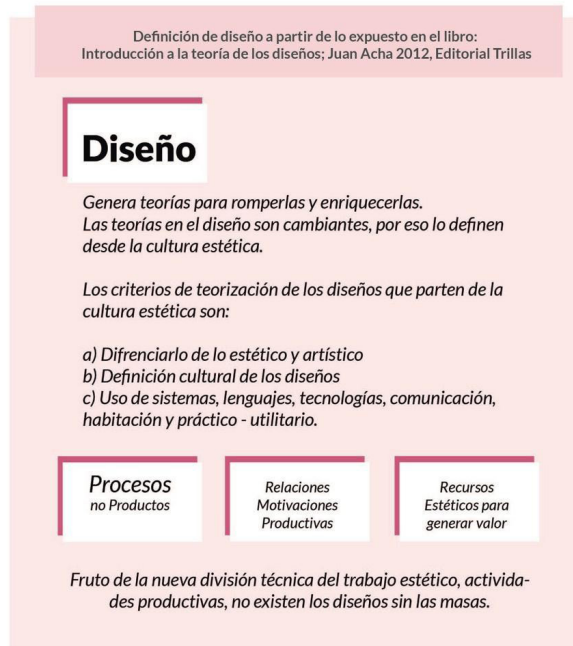 Definición de diseño a partir de lo expuesto en el libro:
Introducción a la teoría de los diseños; Juan Acha 2012, Editorial Trillas
Diseño
Genera teorías para romperlas y enriquecerlas.
Las teorías en el diseño son cambiantes, por eso lo definen
desde la cultura estética.
Los criterios de teorización de los diseños que parten de la
cultura estética son:
a) Difrenciarlo de lo estético y artístico
b) Definición cultural de los diseños
c) Uso de sistemas, lenguajes, tecnologías, comunicación,
habitación y práctico - utilitario.
Procesos
no Productos
Relaciones
Motivaciones
Productivas
Recursos
Estéticos para
generar valor
Fruto de la nueva división técnica del trabajo estético, activida-
des productivas, no existen los diseños sin las masas.